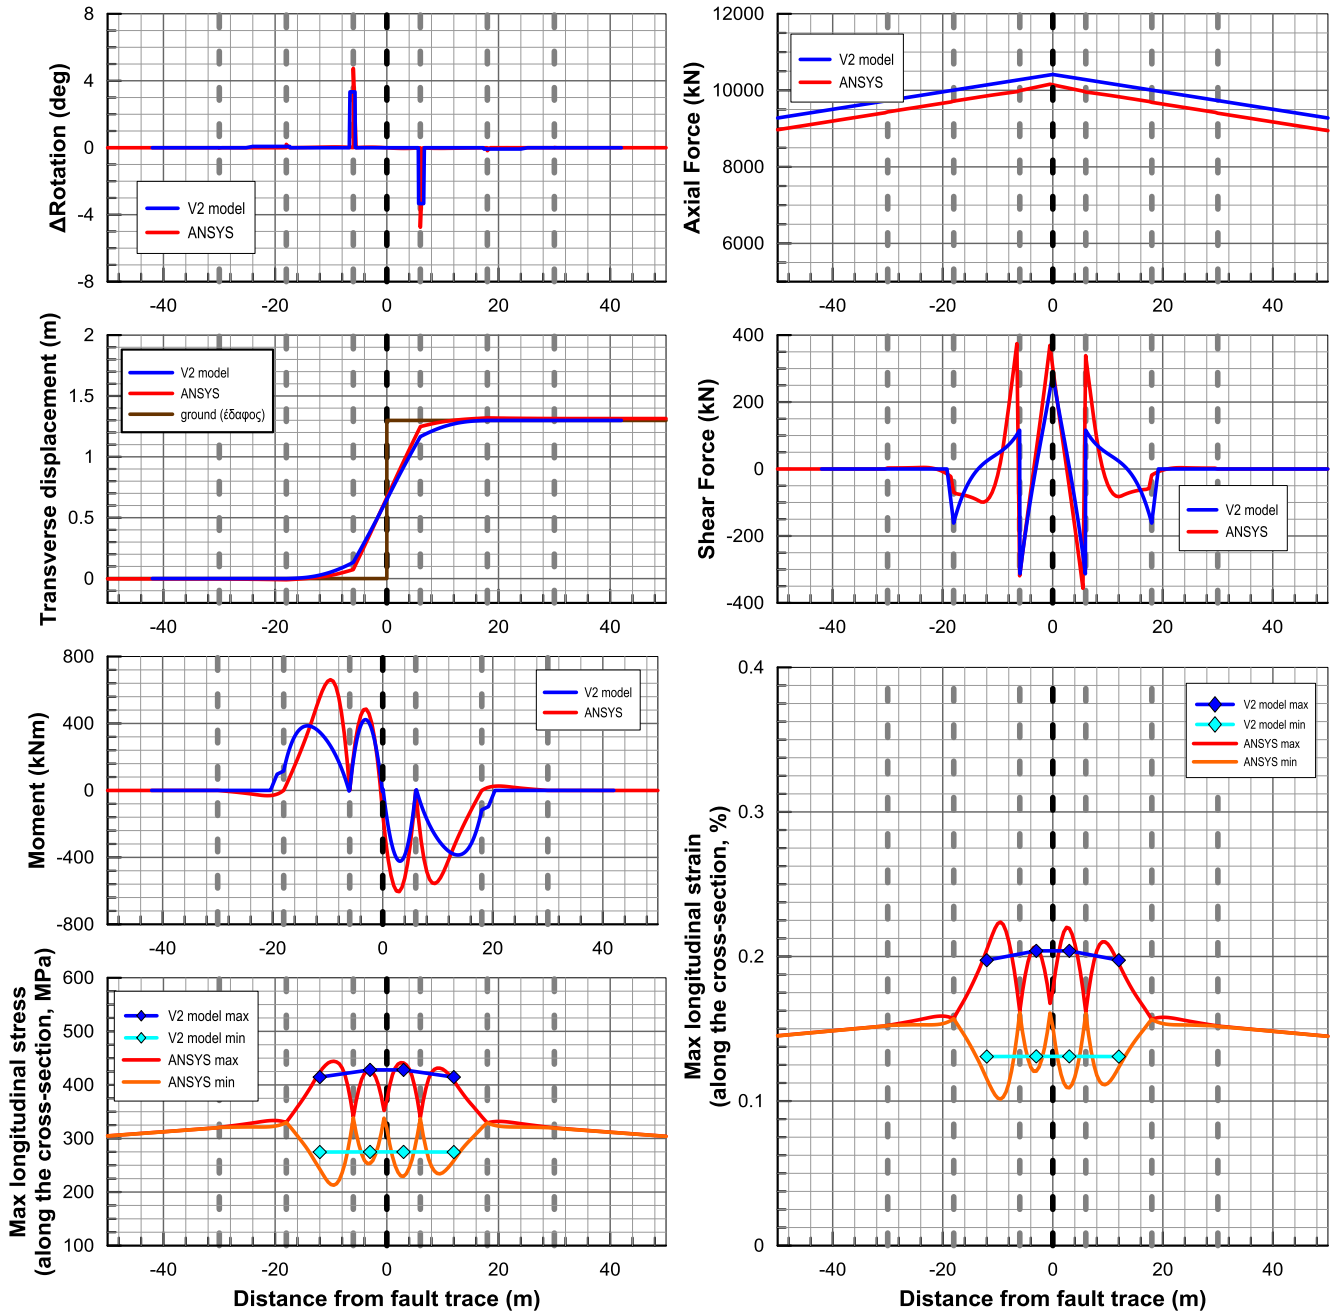 8
4
0
-4
-8
ΔRotation (deg)
V2 model
ANSYS
-40 -20 0 20 40
12000
10000
8000
6000
Axial Force (kN)
V2 model
ANSYS
-40 -20 0 20 40
2
1.5
1
0.5
0
Transverse displacement (m)
V2 model
ANSYS
ground (έδαφος)
-40 -20 0 20 40
400
200
0
-200
-400
Shear Force (kN)
V2 model
ANSYS
-40 -20 0 20 40
800
400
0
-400
-800
Moment (kNm)
V2 model
ANSYS
-40 -20 0 20 40
600
500
400
300
200
100
Max longitudinal stress
(along the cross-section, MPa)
V2 model max
V2 model min
ANSYS max
ANSYS min
-40 -20 0 20 40
Distance from fault trace (m)
0.4
0.3
0.2
0.1
0
Max longitudinal strain
(along the cross-section, %)
V2 model max
V2 model min
ANSYS max
ANSYS min
-40 -20 0 20 40
Distance from fault trace (m)